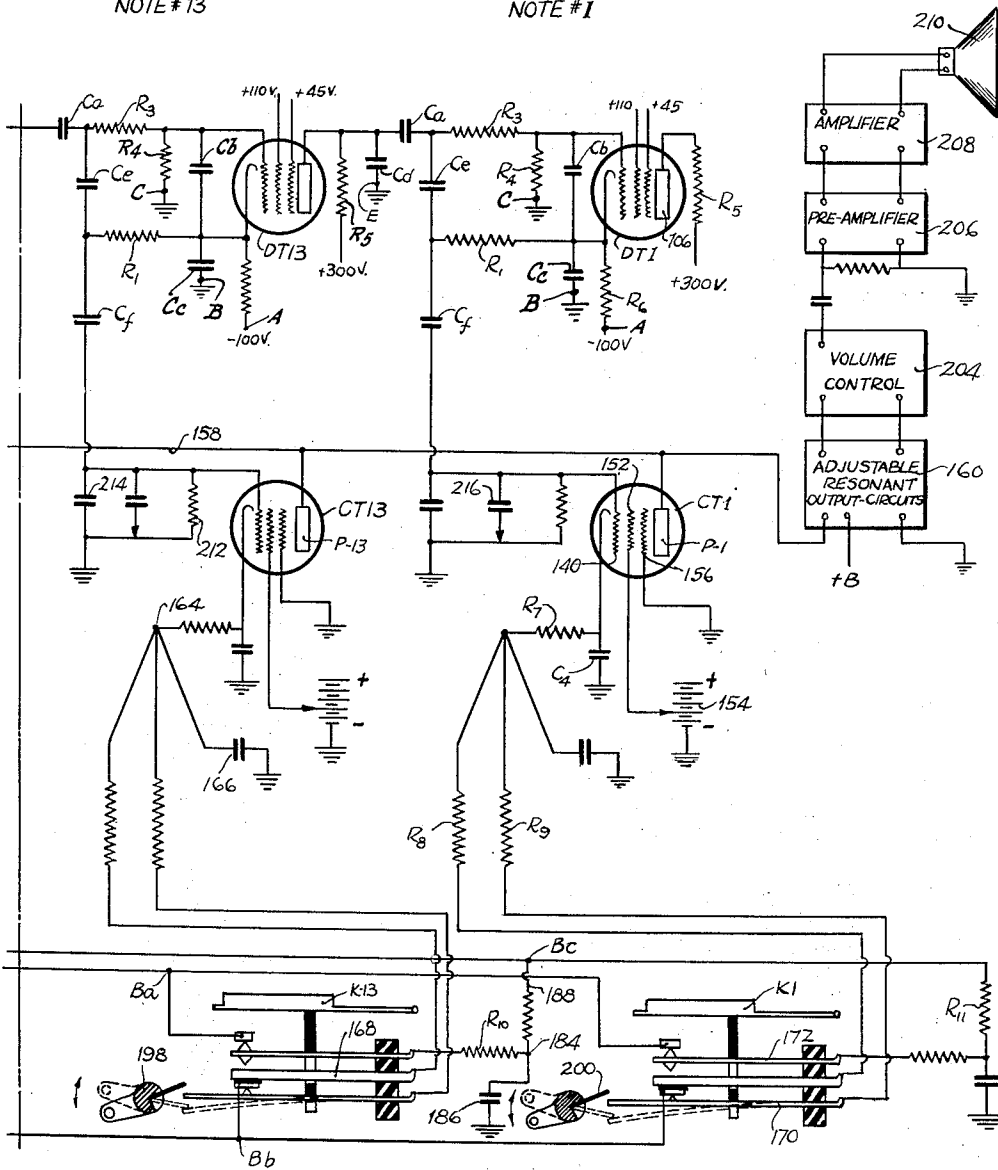 NOTE #13
NOTE #1
210
Ca
R3
+110V.
+45V.
Ca
R3
+110
+45
R4
Cb
Cd
Cb
R4
Ce
C
E
Ce
C
R5
R5
AMPLIFIER
208
DT13
+300V.
DT1
106
+300V.
PRE-AMPLIFIER
206
R1
R1
Cc
B
A
Cc
B
R6
A
Cf
-100V.
Cf
-100V
VOLUME
CONTROL
204
158
214
212
CT13
P-13
216
152
CT1
140
P-1
156
ADJUSTABLE
RESONANT
OUTPUT-CIRCUITS
160
+B
164
R7
C4
+
-
+
-
154
166
R8
R9
Ba
Bc
K-13
188
K1
R11
198
168
R10
184
200
172
186
170
Bb